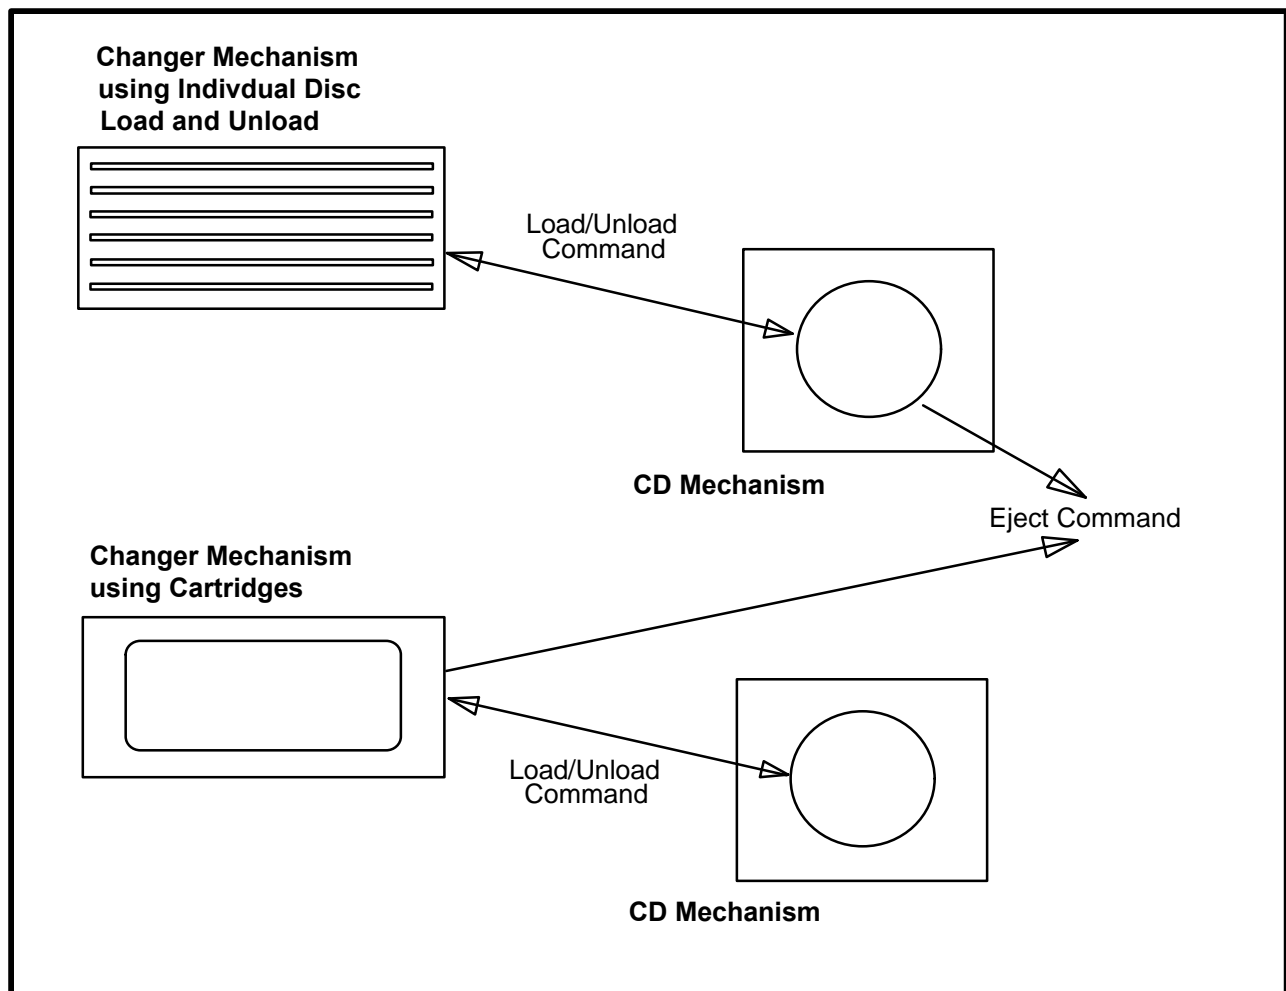 Changer Mechanism
using Indivdual Disc
Load and Unload
Load/Unload
Command
CD Mechanism
Eject Command
Changer Mechanism
using Cartridges
Load/Unload
Command
CD Mechanism